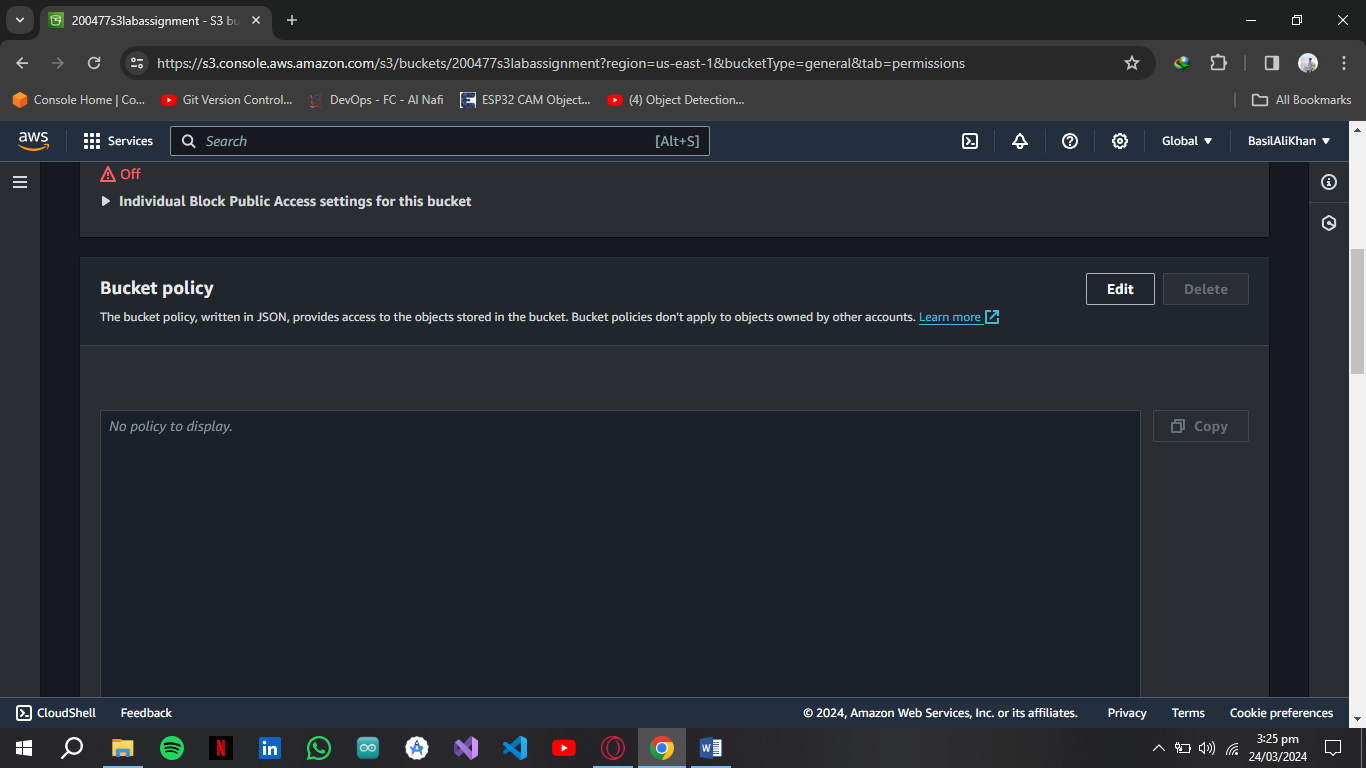 200477s3labassignment - S3 bu
https://s3.console.aws.amazon.com/s3/buckets/200477s3labassignment?region=us-east-1&bucketType=general&tab=permissions
Console Home | Co...
Git Version Control...
DevOps - FC - Al Nafi
ESP32 CAM Object...
(4) Object Detection...
All Bookmarks
aws
Services
Search
[Alt+S]
Global
BasilAliKhan
Off
Individual Block Public Access settings for this bucket
Bucket policy
Edit
Delete
The bucket policy, written in JSON, provides access to the objects stored in the bucket. Bucket policies don't apply to objects owned by other accounts. Learn more
No policy to display.
Copy
CloudShell
Feedback
© 2024, Amazon Web Services, Inc. or its affiliates.
Privacy
Terms
Cookie preferences
3:25 pm
24/03/2024